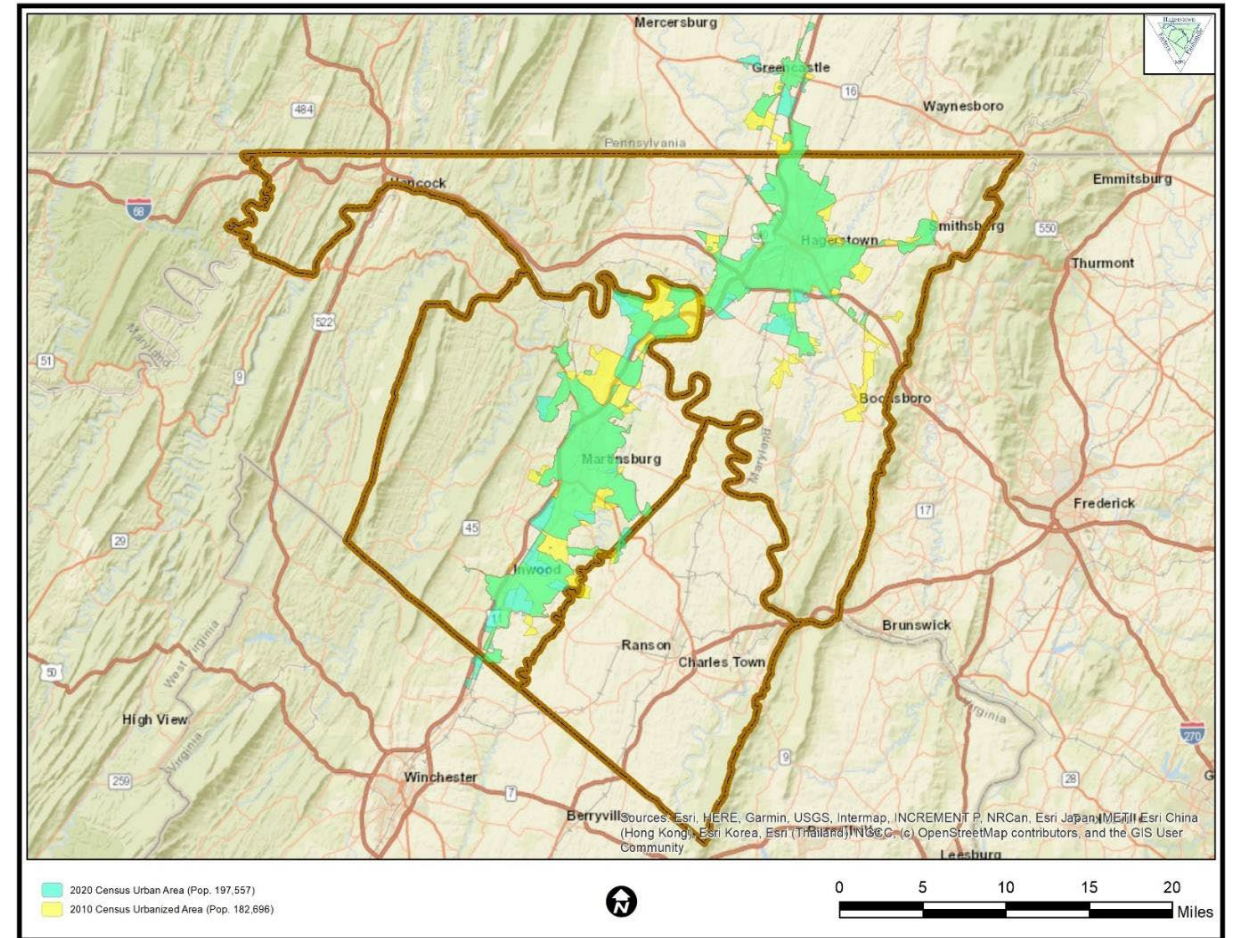 Mercersburg
Hagerstown
Eastern
Panhandle
MPO
Greencastle
16
Waynesboro
484
Pennsylvania
Hancock
Emmitsburg
68
Smithsburg
550
Hagerstown
Thurmont
522
Maryland
51
9
Boonsboro
Maryland
Martinsburg
Frederick
17
45
29
Inwood
Brunswick
Ranson
Charles Town
West Virginia
50
Virginia
High View
270
9
Virginia
259
Winchester
28
7
G
Berryville
Sources: Esri, HERE, Garmin, USGS, Intermap, INCREMENT P, NRCan, Esri Japan, METI, Esri China
(Hong Kong), Esri Korea, Esri (Thailand), NGCC, (c) OpenStreetMap contributors, and the GIS User
Community
Leesburg
2020 Census Urban Area (Pop. 197,557)
2010 Census Urbanized Area (Pop. 182,696)
N
0 5 10 15 20
Miles